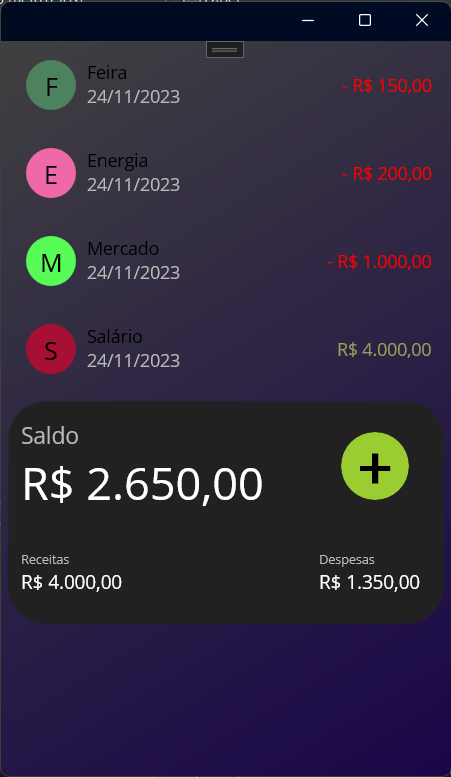 F
Feira
24/11/2023
- R$ 150,00
E
Energia
24/11/2023
- R$ 200,00
M
Mercado
24/11/2023
- R$ 1.000,00
S
Salário
24/11/2023
R$ 4.000,00
Saldo
R$ 2.650,00
+
Receitas
R$ 4.000,00
Despesas
R$ 1.350,00